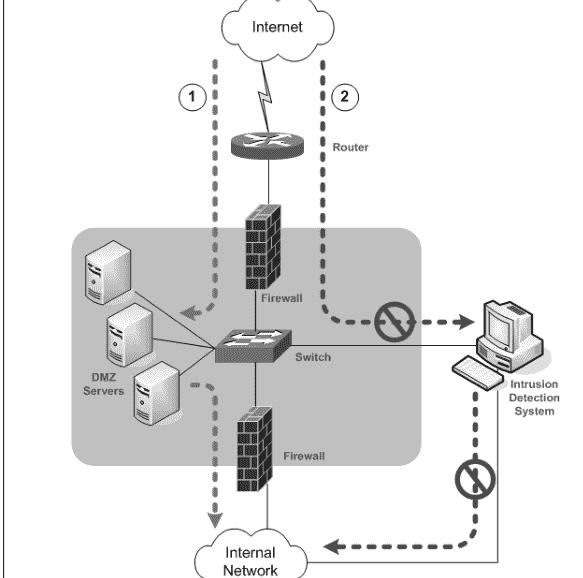 Internet
1
2
Router
Firewall
Switch
DMZ
Servers
Intrusion
Detection
System
Firewall
Internal
Network